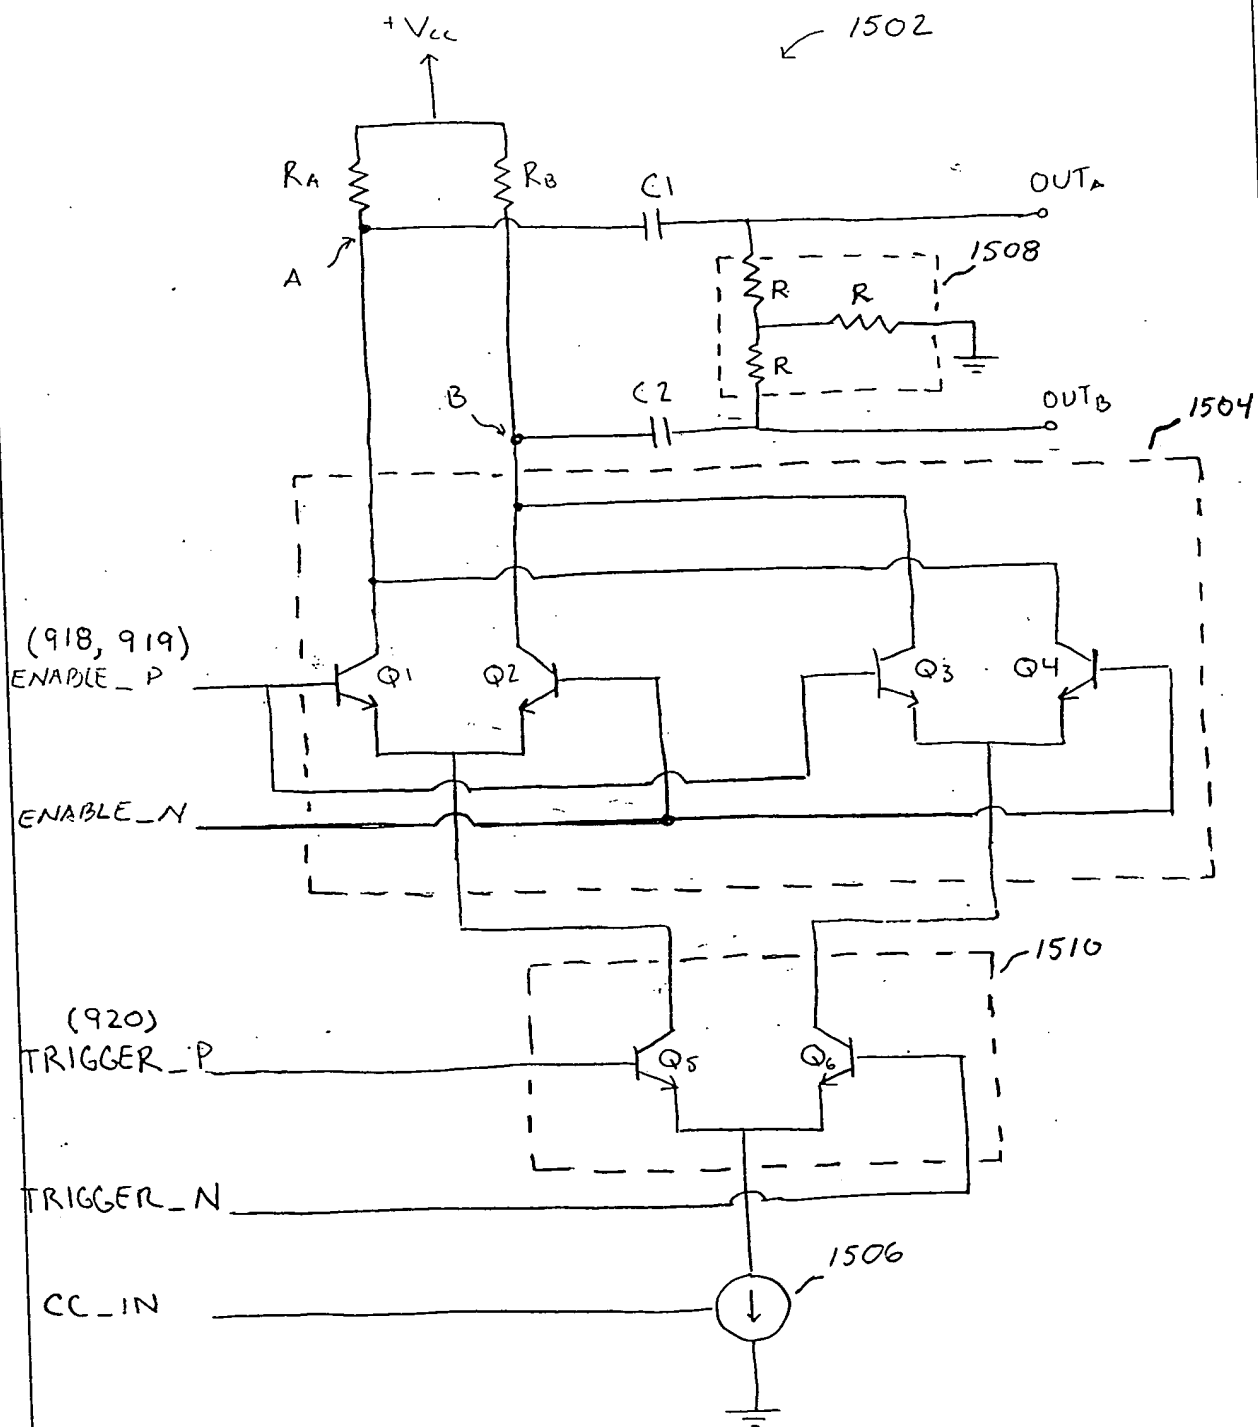 +Vcc
1502
RA
RB
C1
OUTA
A
1508
R
R
R
B
C2
OUTB
1504
(918, 919)
ENABLE_P
Q1
Q2
Q3
Q4
ENABLE_N
1510
(920)
TRIGGER_P
Q5
Q6
TRIGGER_N
1506
CC_IN